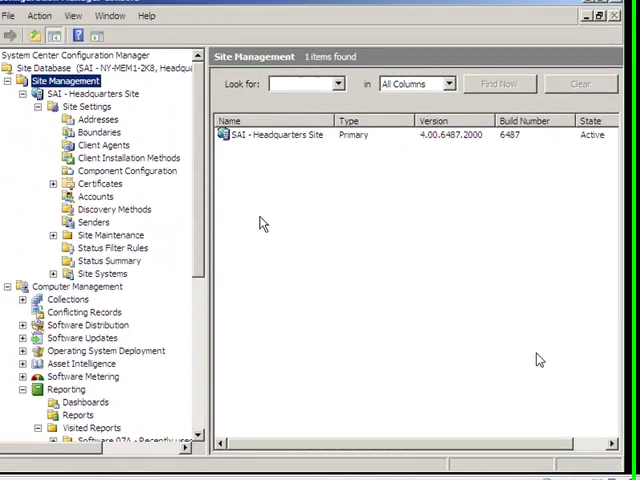 File Action View Window Help
System Center Configuration Manager
Site Database (SAI - NY-MEM1-2K8, Headqua
Site Management
SAI - Headquarters Site
Site Settings
Addresses
Boundaries
Client Agents
Client Installation Methods
Component Configuration
Certificates
Accounts
Discovery Methods
Senders
Site Maintenance
Status Filter Rules
Status Summary
Site Systems
Computer Management
Collections
Conflicting Records
Software Distribution
Software Updates
Operating System Deployment
Asset Intelligence
Software Metering
Reporting
Dashboards
Reports
Visited Reports
Software 07A - Recently used
Site Management 1 items found
Look for: in All Columns Find Now Clear
Name Type Version Build Number State
SAI - Headquarters Site Primary 4.00.6487.2000 6487 Active